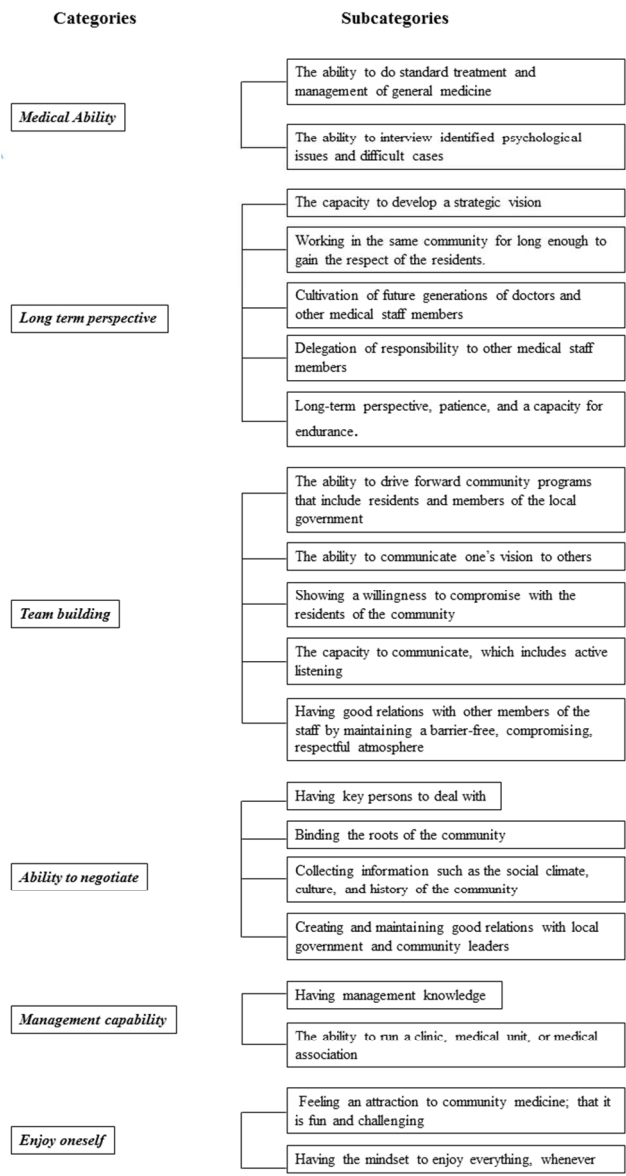 Categories
Subcategories
Medical Ability
The ability to do standard treatment and
management of general medicine
The ability to interview identified psychological
issues and difficult cases
Long term perspective
The capacity to develop a strategic vision
Working in the same community for long enough to
gain the respect of the residents.
Cultivation of future generations of doctors and
other medical staff members
Delegation of responsibility to other medical staff
members
Long-term perspective, patience, and a capacity for
endurance.
Team building
The ability to drive forward community programs
that include residents and members of the local
government
The ability to communicate one's vision to others
Showing a willingness to compromise with the
residents of the community
The capacity to communicate, which includes active
listening
Having good relations with other members of the
staff by maintaining a barrier-free, compromising,
respectful atmosphere
Ability to negotiate
Having key persons to deal with
Binding the roots of the community
Collecting information such as the social climate,
culture, and history of the community
Creating and maintaining good relations with local
government and community leaders
Management capability
Having management knowledge
The ability to run a clinic, medical unit, or medical
association
Enjoy oneself
Feeling an attraction to community medicine; that it
is fun and challenging
Having the mindset to enjoy everything, whenever